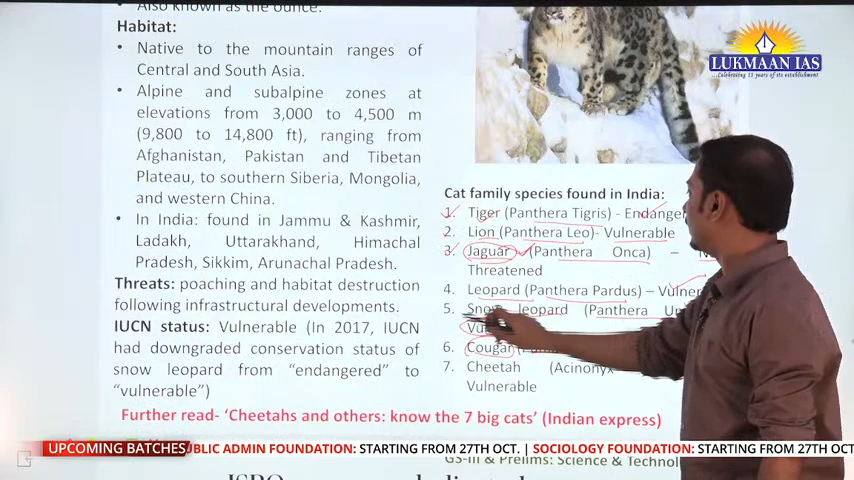 Also known as the ounce.
Habitat:
• Native to the mountain ranges of
Central and South Asia.
• Alpine and subalpine zones at
elevations from 3,000 to 4,500 m
(9,800 to 14,800 ft), ranging from
Afghanistan, Pakistan and Tibetan
Plateau, to southern Siberia, Mongolia,
and western China.
• In India: found in Jammu & Kashmir,
Ladakh, Uttarakhand, Himachal
Pradesh, Sikkim, Arunachal Pradesh.
Threats: poaching and habitat destruction
following infrastructural developments.
IUCN status: Vulnerable (In 2017, IUCN
had downgraded conservation status of
snow leopard from “endangered” to
“vulnerable”)
LUKMAAN IAS
...Celebrating 11 years of its establishment
Cat family species found in India:
1. Tiger (Panthera Tigris) -
2. Lion (Panthera Leo)- Vulnerable
3. Jaguar (Panthera Onca) –
Threatened
4. Leopard (Panthera Pardus) –
5. Snow leopard (Panthera
6. Cougar
7. Cheetah (Acinonyx
Vulnerable
Further read- ‘Cheetahs and others: know the 7 big cats’ (Indian express)
UPCOMING BATCHES
ADMIN FOUNDATION: STARTING FROM 27TH OCT. | SOCIOLOGY FOUNDATION: STARTING FROM 27TH
GS-III & Prelims: Science &